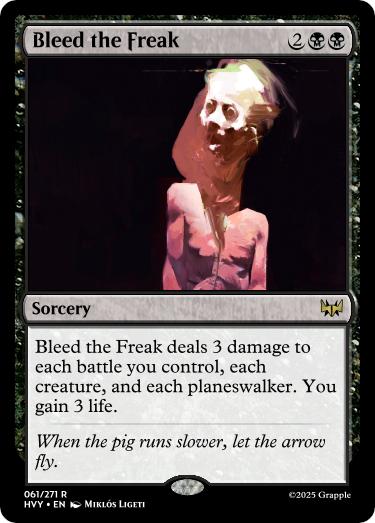 Bleed the Freak 2
Sorcery
Bleed the Freak deals 3 damage to
each battle you control, each
creature, and each planeswalker. You
gain 3 life.
When the pig runs slower, let the arrow
fly.
061/271 R
HVY • EN Miklós Ligeti
©2025 Grapple